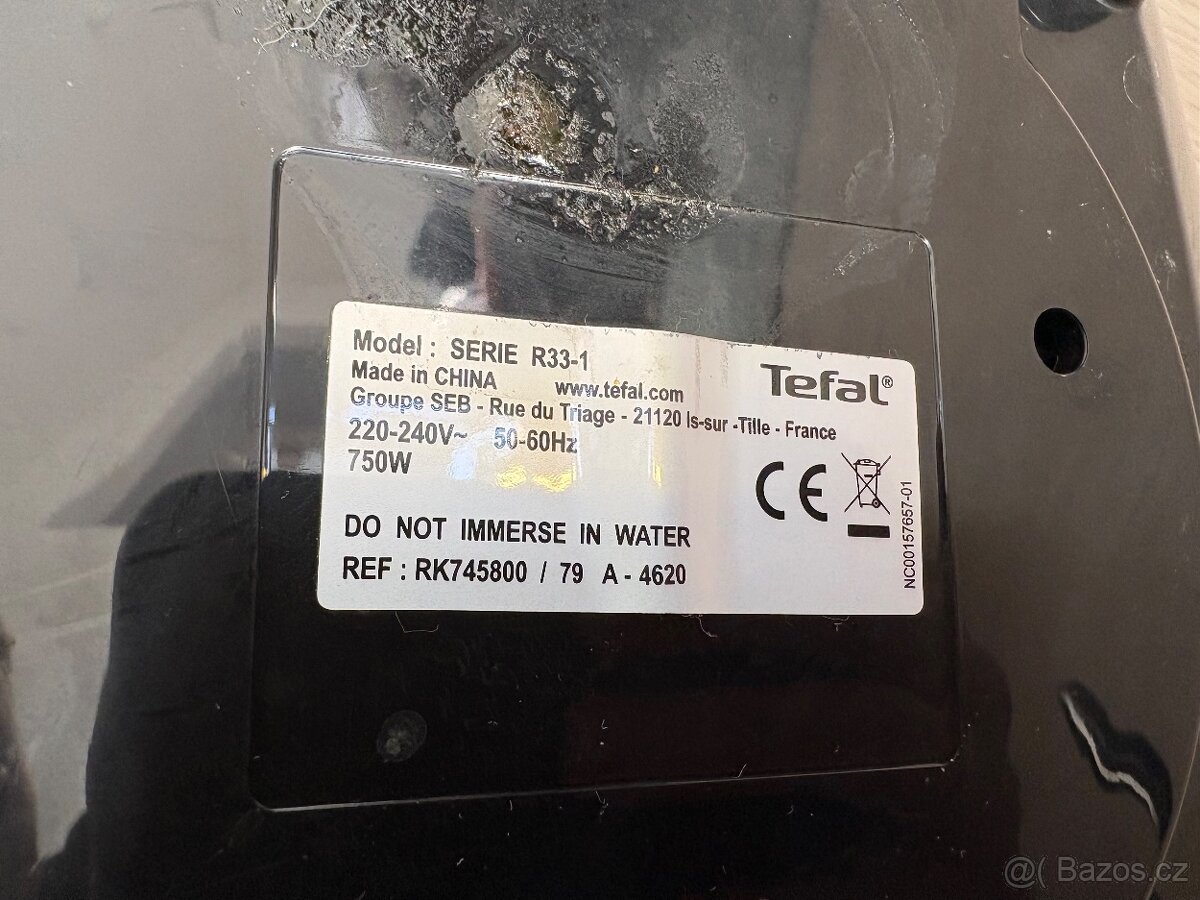 Model : SERIE R33-1
Made in CHINA www.tefal.com
Tefal®
Groupe SEB - Rue du Triage - 21120 Is-sur -Tille - France
220-240V~ 50-60Hz
750W
CE
DO NOT IMMERSE IN WATER
REF : RK745800 / 79 A - 4620
NC00157657-01
@( Bazos.cz